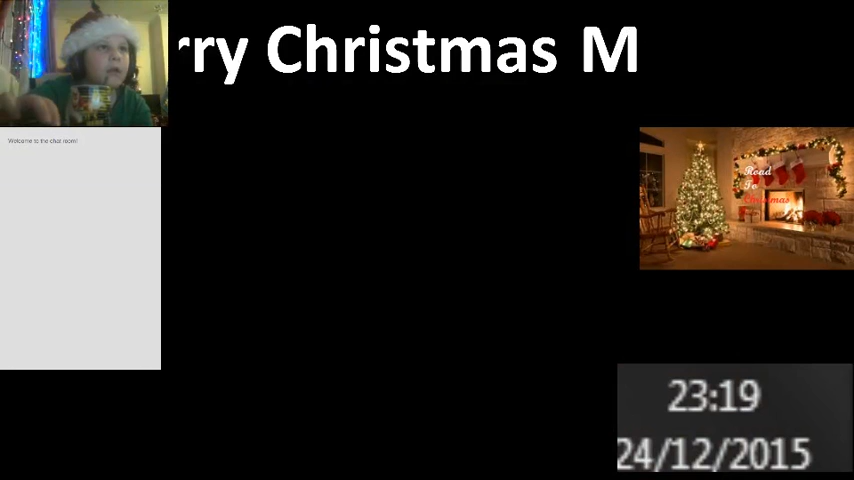 rry Christmas M
Welcome to the chat room!
Road
To
Christmas
23:19
24/12/2015